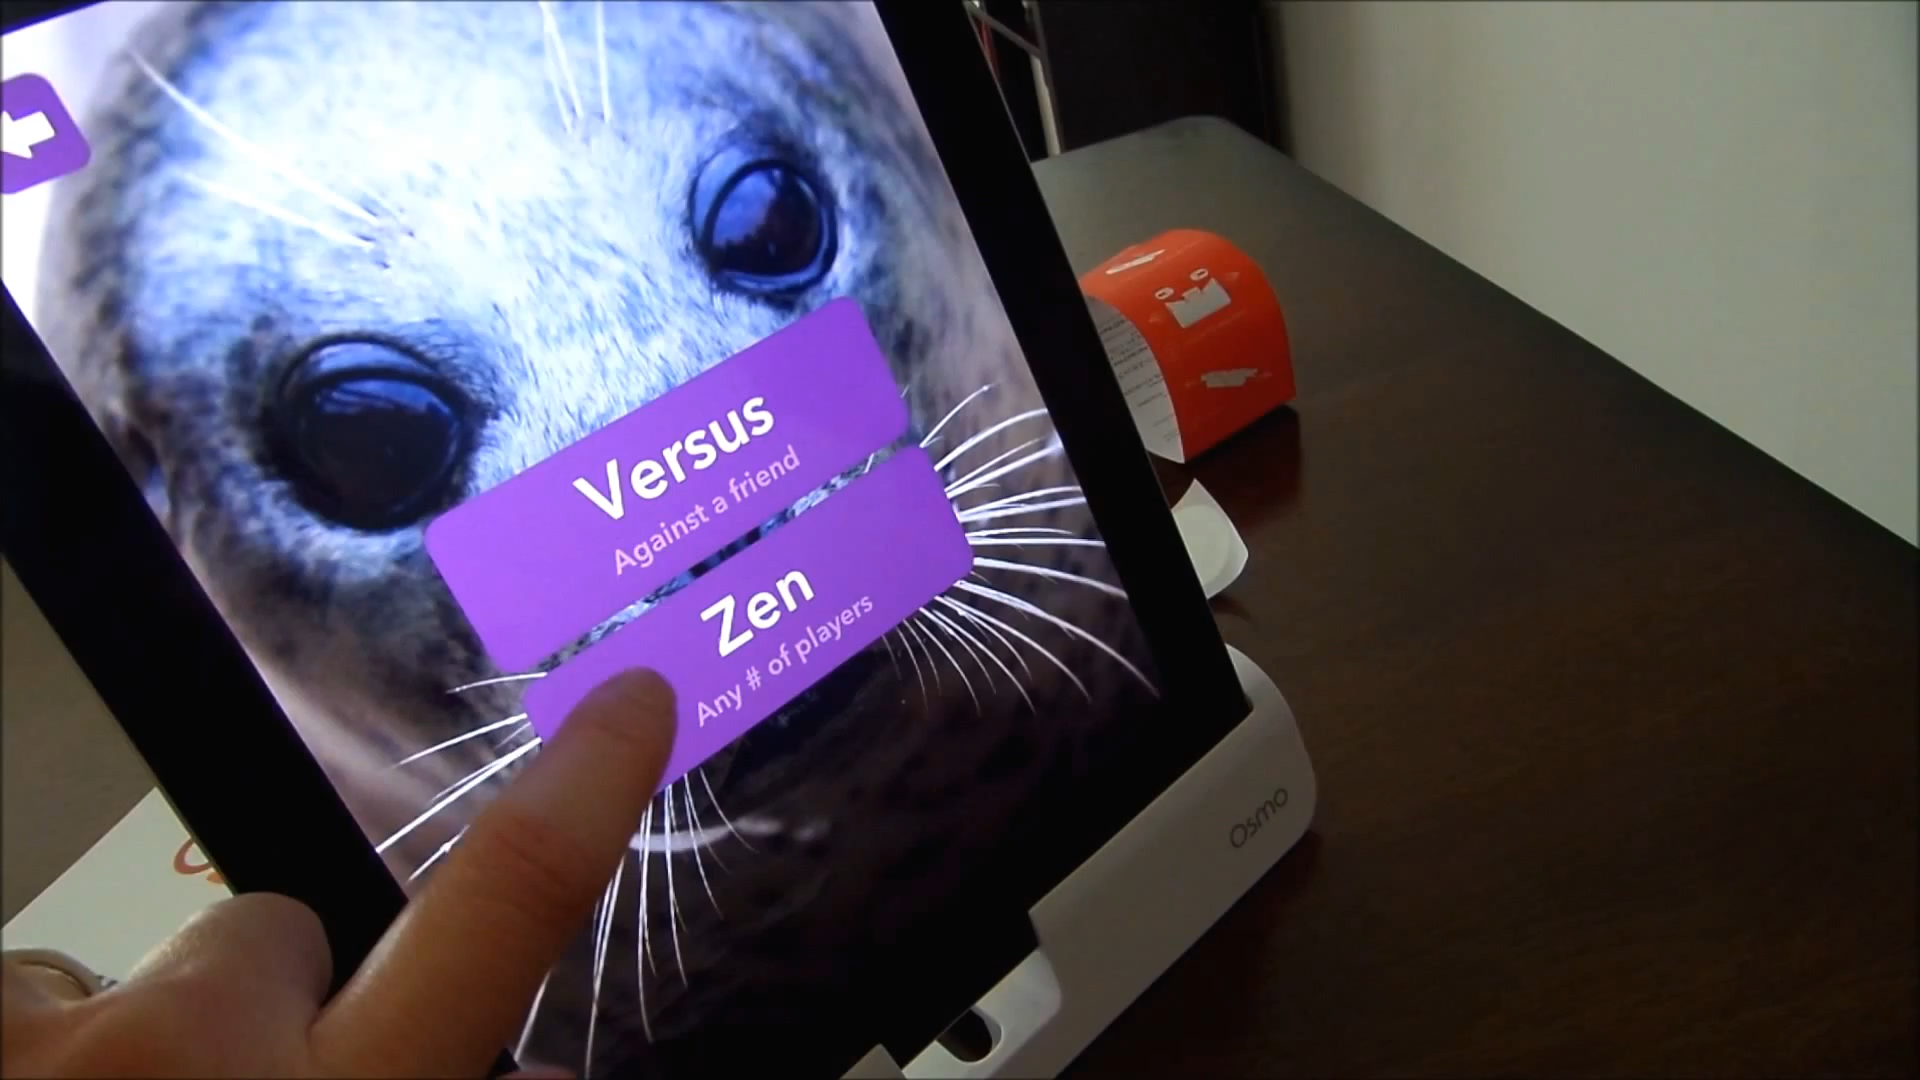 Versus
Against a friend
Zen
Any # of players
Osmo